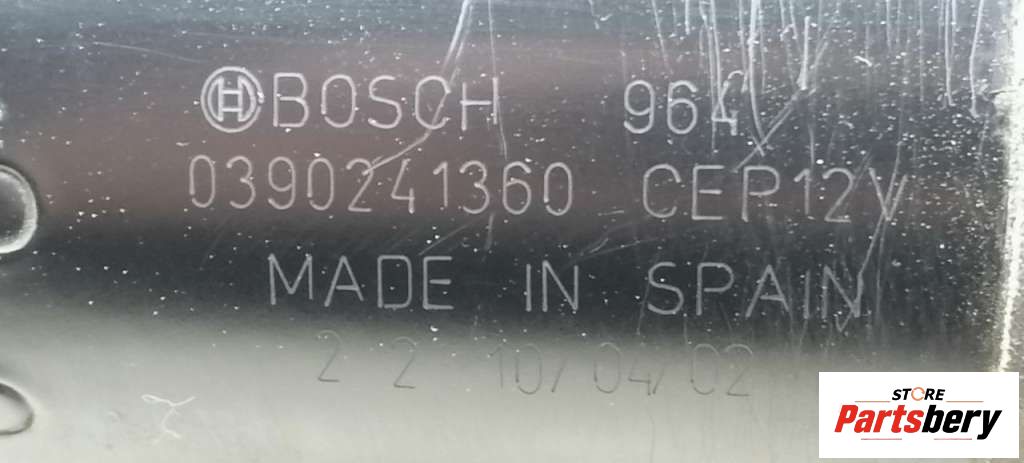 BOSCH 964
0390241360 CEP12V
MADE IN SPAIN
2 2 10/04/02
STORE
Partsbery